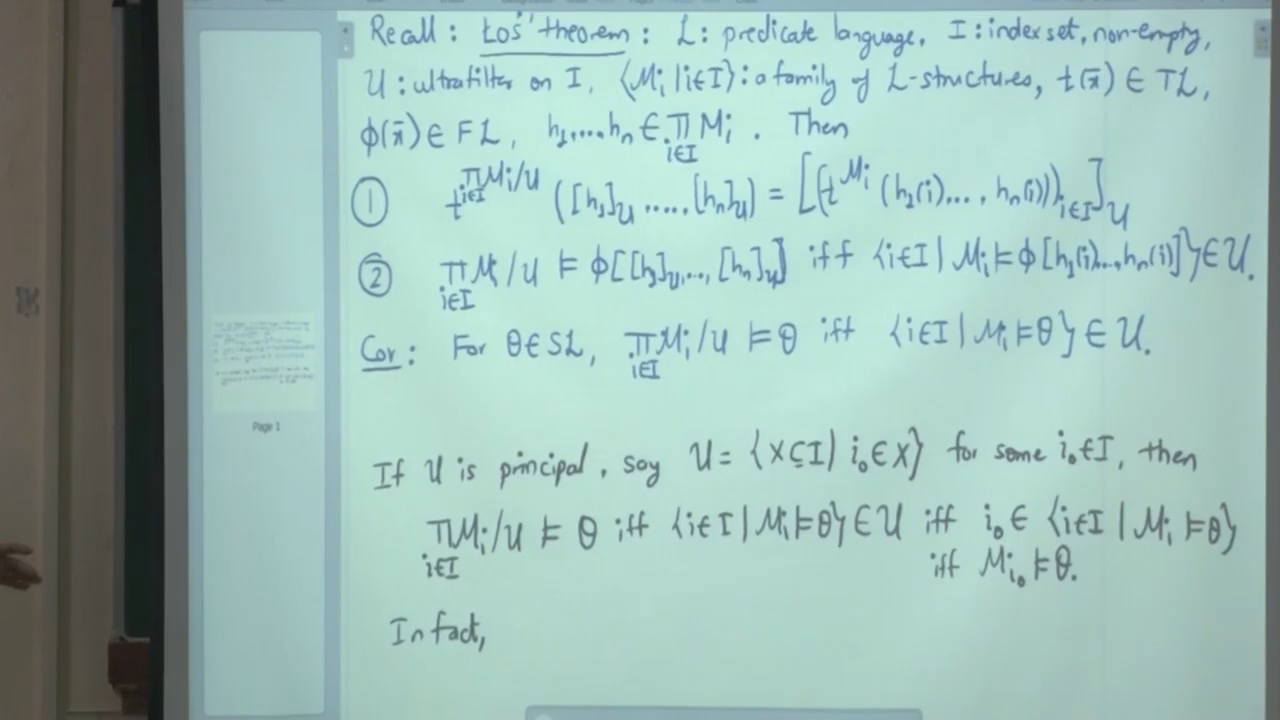 Recall : Łoś' theorem : L : predicate language, I : index set, non-empty,
U : ultrafilter on I, ⟨Mᵢ | i∈I⟩ : a family of L-structures, t(x̄) ∈ TL,
ϕ(x̄) ∈ FL, h₁,...,hₙ ∈ ∏_{i∈I} Mᵢ . Then
① t^{∏_{i∈I} Mᵢ/U} ([h₁]_U,....,[hₙ]_U) = [(t^{Mᵢ} (h₁(i),..., hₙ(i)))_{i∈I}]_U
② ∏_{i∈I} Mᵢ/U ⊨ ϕ[[h₁]_U,..., [hₙ]_U] iff {i∈I | Mᵢ ⊨ ϕ[h₁(i),...,hₙ(i)]} ∈ U.
Cor : For θ∈SL, ∏_{i∈I} Mᵢ/U ⊨ θ iff {i∈I | Mᵢ ⊨ θ} ∈ U.
If U is principal, say U = {X⊆I | i₀∈X} for some i₀∈I, then
∏_{i∈I} Mᵢ/U ⊨ θ iff {i∈I | Mᵢ ⊨ θ} ∈ U iff i₀ ∈ {i∈I | Mᵢ ⊨ θ}
iff M_{i₀} ⊨ θ.
In fact,
Page 1